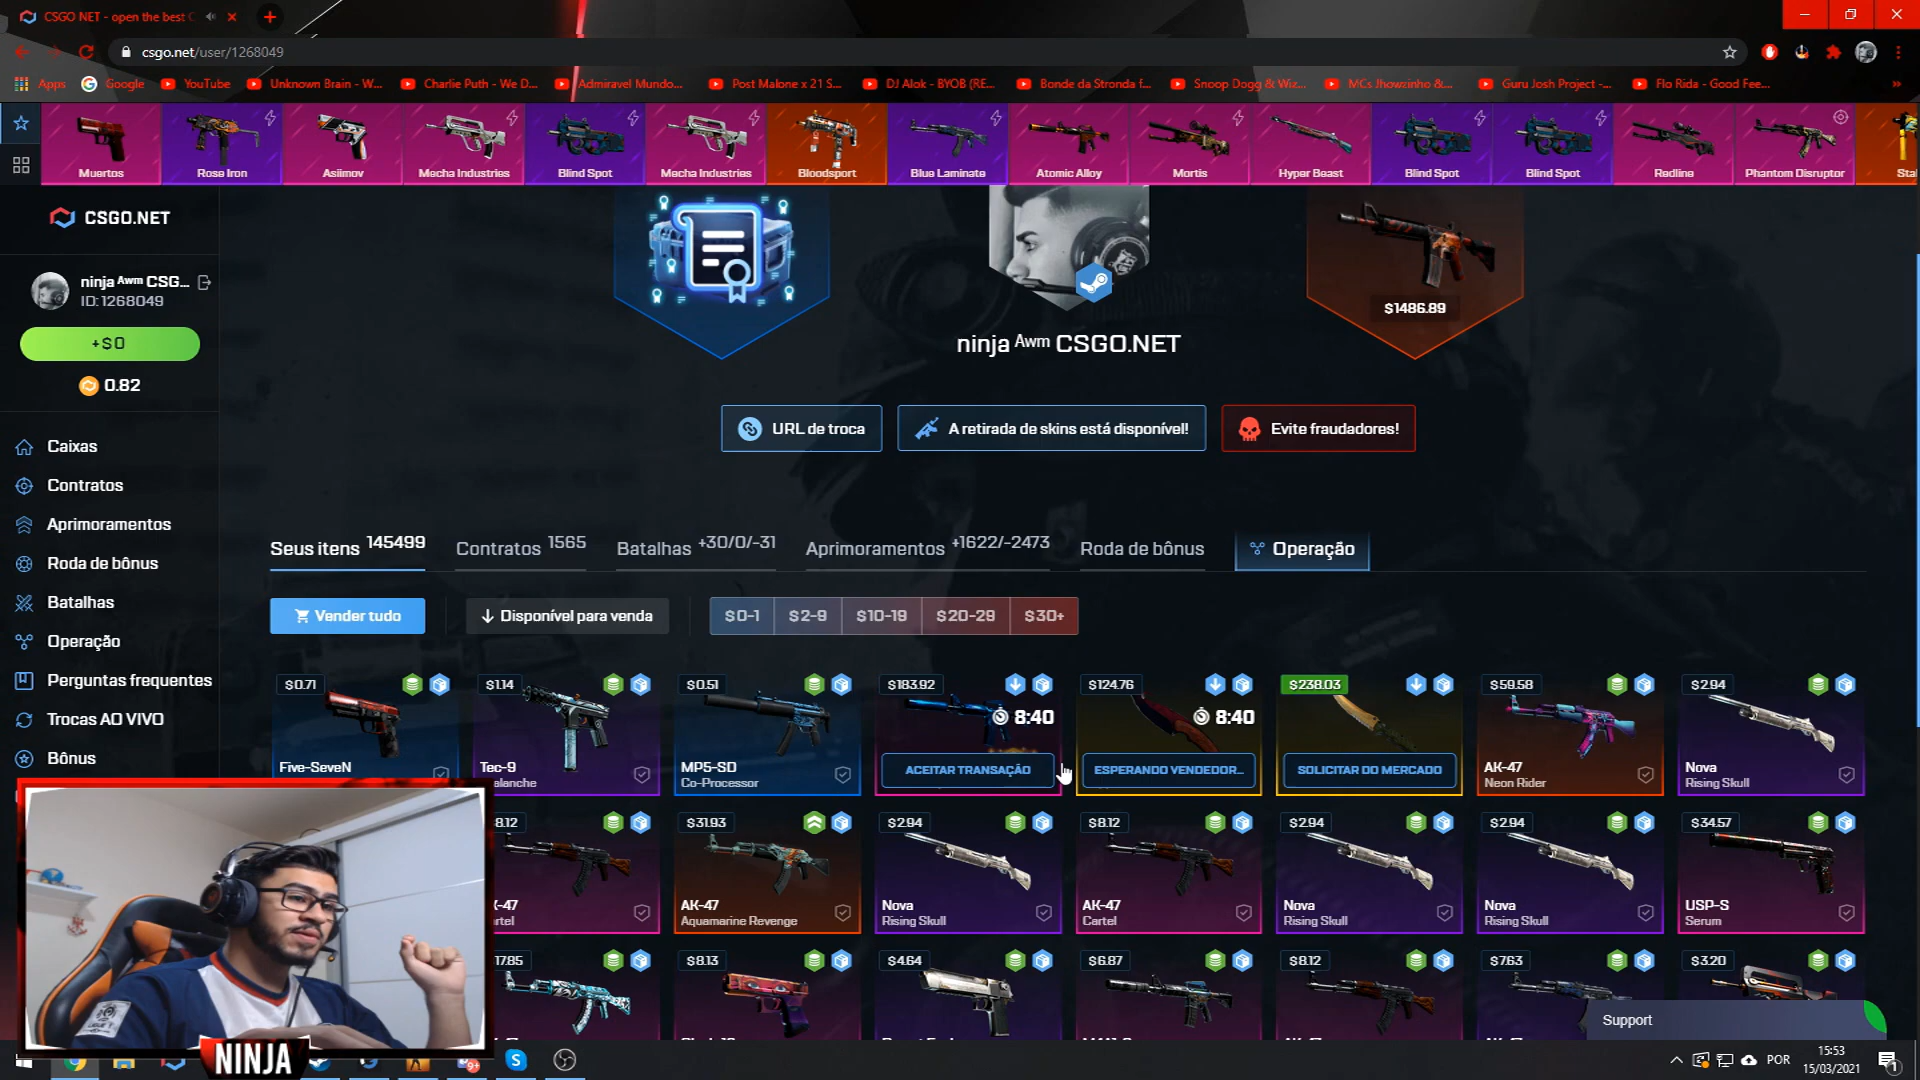 CSGO NET - open the best C
csgo.net/user/1268049
Apps
Google
YouTube
Unknown Brain - W...
Charlie Puth - We D...
Admiravel Mundo...
Post Malone x 21 S...
DJ Alok - BYOB (RE...
Bonde da Stronda f...
Snoop Dogg & Wiz...
MCs Jhowzinho &...
Guru Josh Project -...
Flo Rida - Good Fee...
Muertos
Rose Iron
Asiimov
Mecha Industries
Blind Spot
Mecha Industries
Bloodsport
Blue Laminate
Atomic Alloy
Mortis
Hyper Beast
Blind Spot
Blind Spot
Redline
Phantom Disruptor
Sta
CSGO.NET
ninja ᴬʷᵐ CSG...
ID: 1268049
+$0
0.82
Caixas
Contratos
Aprimoramentos
Roda de bônus
Batalhas
Operação
Perguntas frequentes
Trocas AO VIVO
Bônus
$1486.89
ninja ᴬʷᵐ CSGO.NET
URL de troca
A retirada de skins está disponível!
Evite fraudadores!
Seus itens 145499
Contratos 1565
Batalhas +30/0/-31
Aprimoramentos +1622/-2473
Roda de bônus
Operação
Vender tudo
Disponível para venda
$0-1
$2-9
$10-19
$20-29
$30+
$0.71
Five-SeveN
$1.14
Tec-9
alanche
$0.51
MP5-SD
Co-Processor
$183.92
8:40
ACEITAR TRANSAÇÃO
$124.76
8:40
ESPERANDO VENDEDOR...
$238.03
SOLICITAR DO MERCADO
$59.58
AK-47
Neon Rider
$2.94
Nova
Rising Skull
8.12
K-47
rtel
$31.93
AK-47
Aquamarine Revenge
$2.94
Nova
Rising Skull
$8.12
AK-47
Cartel
$2.94
Nova
Rising Skull
$2.94
Nova
Rising Skull
$34.57
USP-S
Serum
17.85
$8.13
$4.64
$6.87
$8.12
$7.63
$3.20
Support
NINJA
9+
POR
15:53
15/03/2021
1